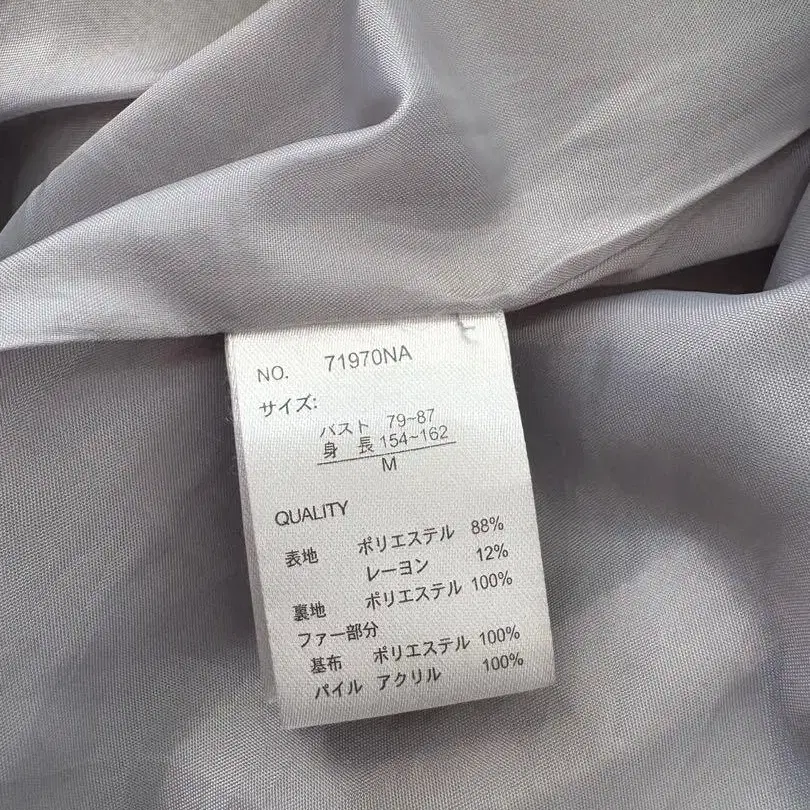 NO. 71970NA
サイズ:
バスト 79~87
身 長 154~162
M
QUALITY
表地 ポリエステル 88%
レーヨン 12%
裏地 ポリエステル 100%
ファー部分
基布 ポリエステル 100%
パイル アクリル 100%